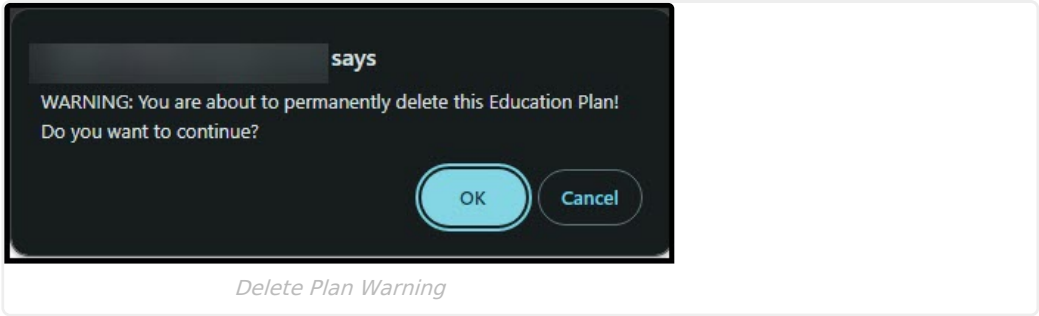 says
WARNING: You are about to permanently delete this Education Plan!
Do you want to continue?
OK
Cancel
Delete Plan Warning